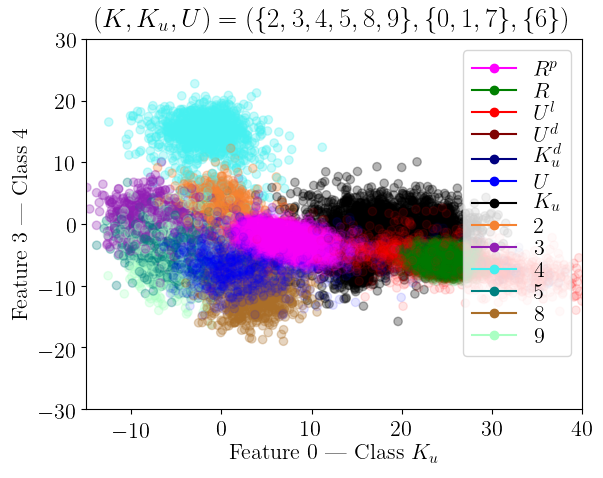 (K, K_u, U) = ({2, 3, 4, 5, 8, 9}, {0, 1, 7}, {6})
30
20
10
0
−10
−20
−30
Feature 3 — Class 4
R^p
R
U^l
U^d
K_u^d
U
K_u
2
3
4
5
8
9
−10
0
10
20
30
40
Feature 0 — Class K_u